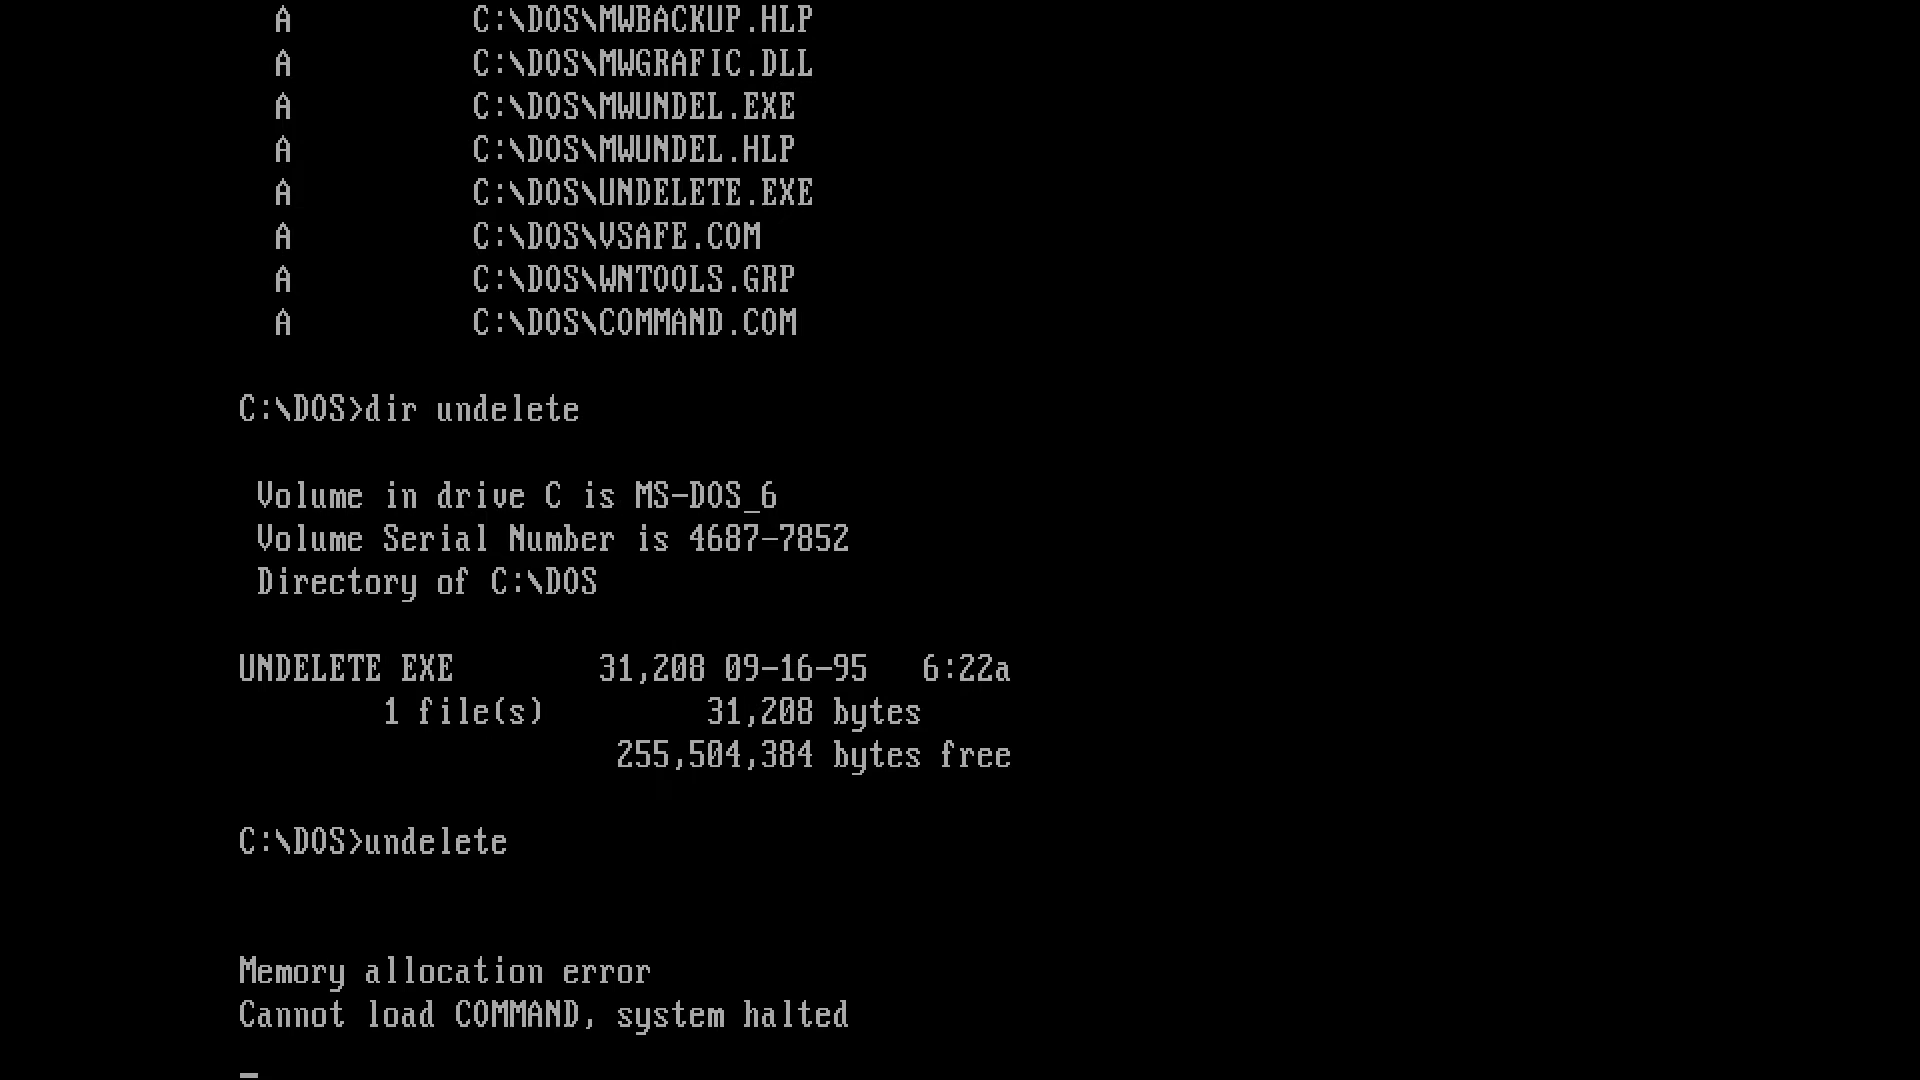 A          C:\DOS\MWBACKUP.HLP
A          C:\DOS\MWGRAFIC.DLL
A          C:\DOS\MWUNDEL.EXE
A          C:\DOS\MWUNDEL.HLP
A          C:\DOS\UNDELETE.EXE
A          C:\DOS\VSAFE.COM
A          C:\DOS\WNTOOLS.GRP
A          C:\DOS\COMMAND.COM
C:\DOS>dir undelete
Volume in drive C is MS-DOS_6
Volume Serial Number is 4687-7852
Directory of C:\DOS
UNDELETE EXE        31,208 09-16-95   6:22a
1 file(s)         31,208 bytes
255,504,384 bytes free
C:\DOS>undelete
Memory allocation error
Cannot load COMMAND, system halted